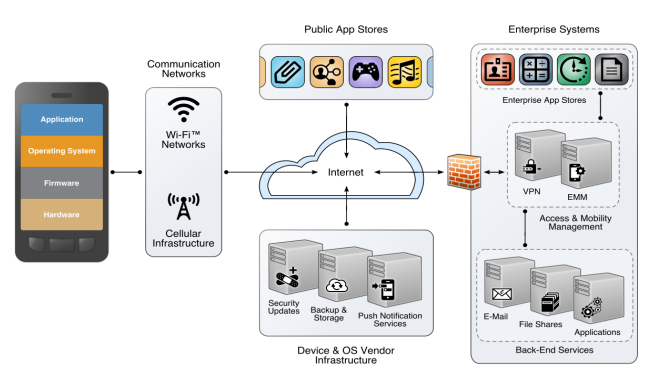 Public App Stores
Enterprise Systems
Communication
Networks
Application
Operating System
Firmware
Hardware
Wi-Fi™
Networks
Cellular
Infrastructure
Internet
Enterprise App Stores
VPN
EMM
Access & Mobility
Management
Security
Updates
Backup &
Storage
Push Notification
Services
Device & OS Vendor
Infrastructure
E-Mail
File Shares
Applications
Back-End Services